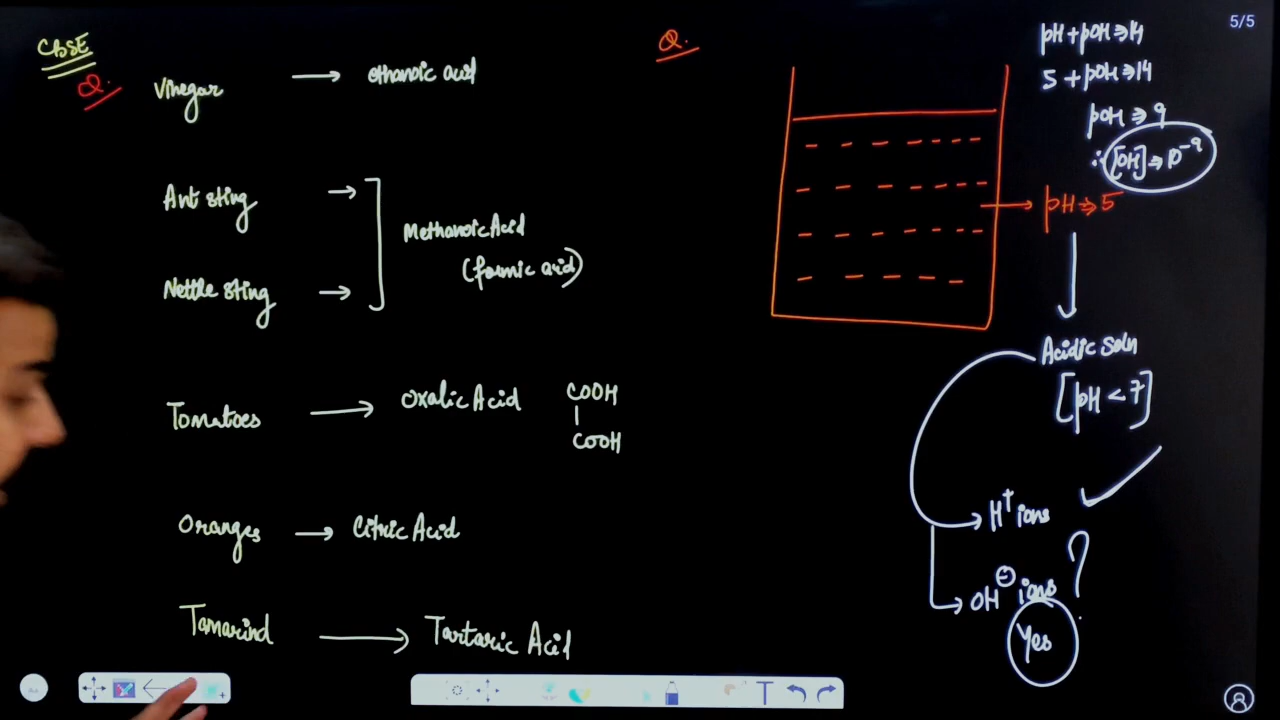 CBSE
Q.
Vinegar → ethanoic acid
Ant sting →
Nettle sting →
Methanoic Acid
(formic acid)
Tomatoes → Oxalic Acid
COOH
|
COOH
Oranges → Citric Acid
Tamarind → Tartaric Acid
Q.
5/5
pH + pOH ⇒ 14
5 + pOH ⇒ 14
pOH ⇒ 9
∴ [OH] ⇒ 10⁻⁹
→ pH ⇒ 5
Acidic soln
[pH < 7]
→ H⁺ ions ✓
→ OH⊖ ions ?
Yes
T